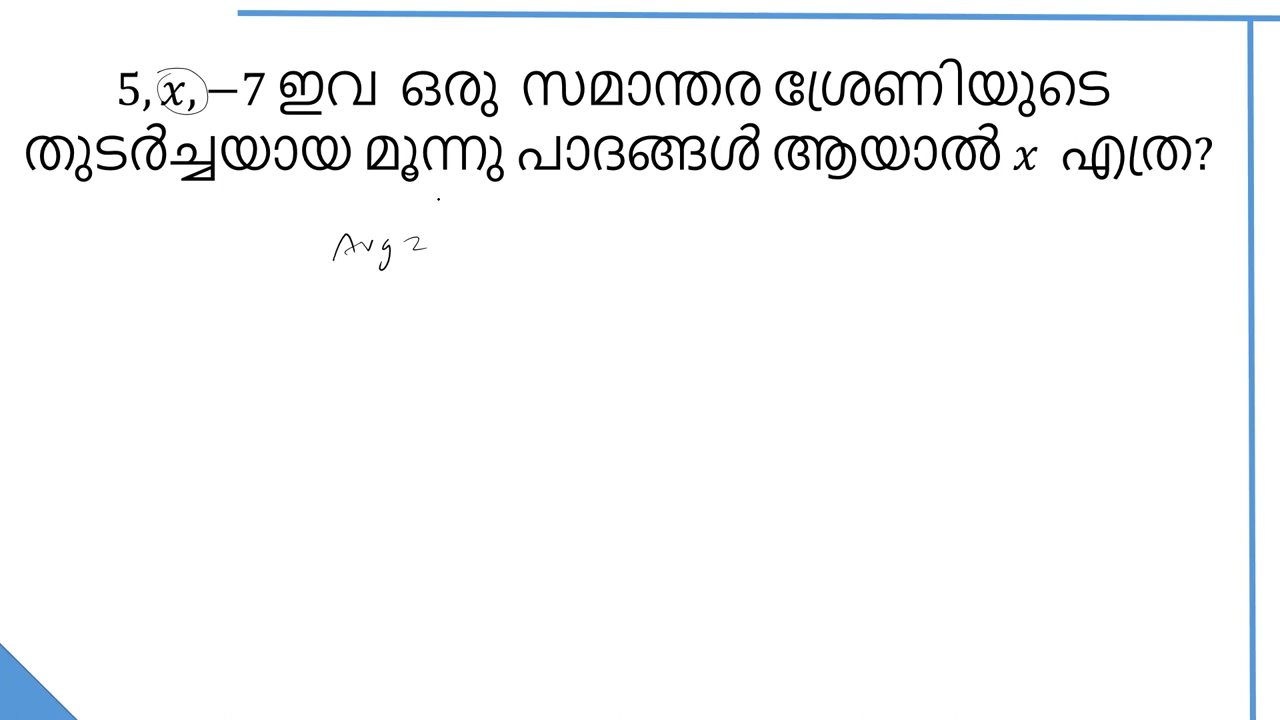 5, x, −7 ഇവ ഒരു സമാന്തര ശ്രേണിയുടെ
തുടർച്ചയായ മൂന്നു പാദങ്ങൾ ആയാൽ x എത്ര?
Avg =